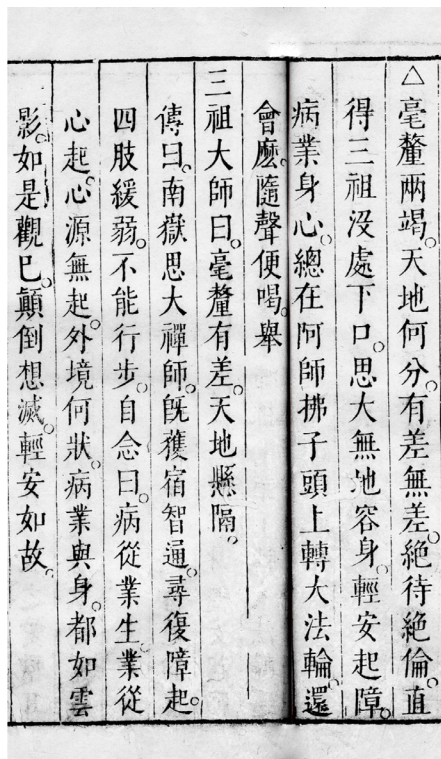 △毫釐兩竭。天地何分。有差無差。絕待絕倫。直
得三祖沒處下口。思大無地容身。輕安起障。
病業身心。總在阿師拂子頭上轉大法輪。還
會麽。隨聲便喝。舉
三祖大師曰。毫釐有差。天地懸隔。
傳曰。南嶽思大禪師。旣獲宿智通。尋復障起。
四肢緩弱。不能行步。自念曰。病從業生。業從
心起。心源無起。外境何狀。病業與身。都如雲
影。如是觀已。顛倒想滅。輕安如故。